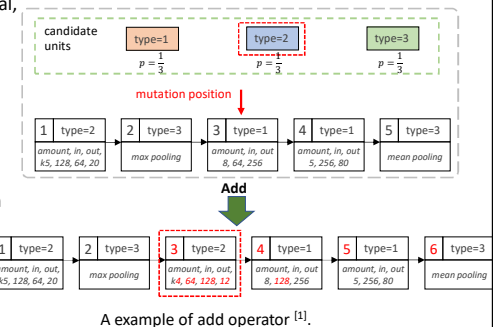 al,
candidate units
type=1
type=2
type=3
p = 1/3
p = 1/3
p = 1/3
mutation position
1 type=2
amount, in, out,
k5, 128, 64, 20
2 type=3
max pooling
3 type=1
amount, in, out
8, 64, 256
4 type=1
amount, in, out
5, 256, 80
5 type=3
mean pooling
Add
1 type=2
amount, in, out,
k5, 128, 64, 20
2 type=3
max pooling
3 type=2
amount, in, out,
k4, 64, 128, 12
4 type=1
amount, in, out
8, 128, 256
5 type=1
amount, in, out
5, 256, 80
6 type=3
mean pooling
A example of add operator [1].